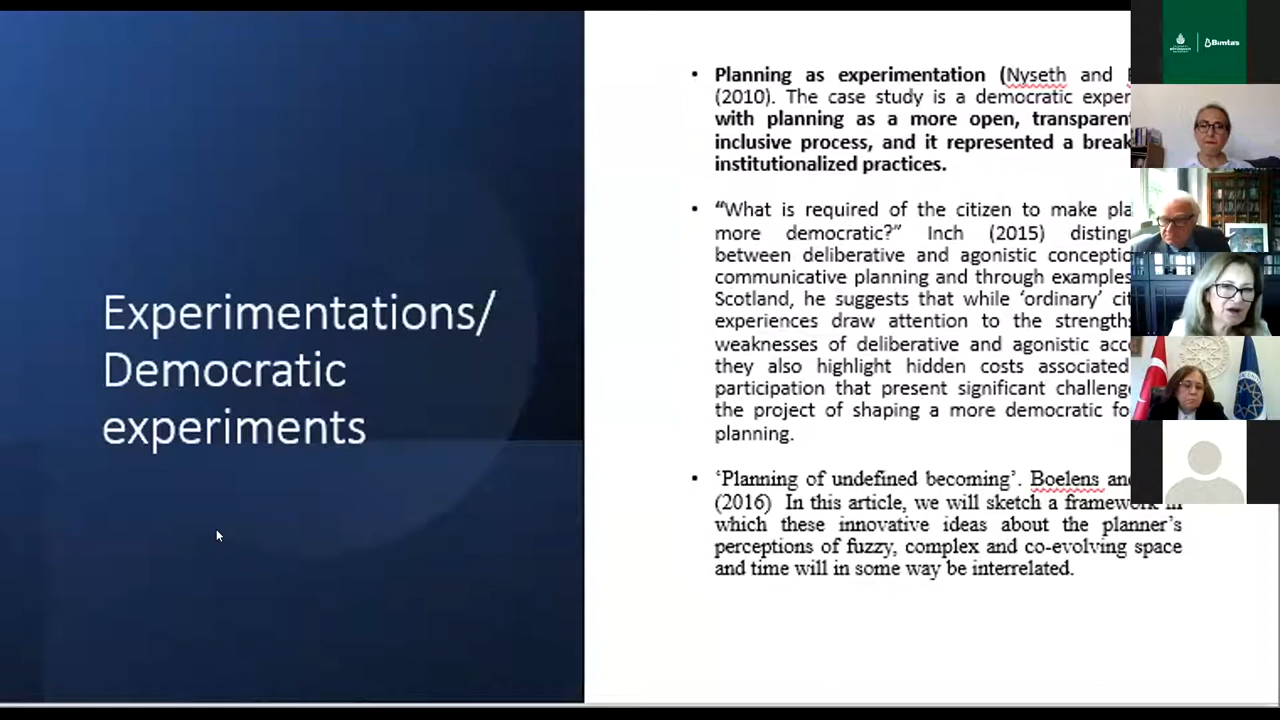 Experimentations/
Democratic
experiments
• Planning as experimentation (Nyseth and
(2010). The case study is a democratic exper
with planning as a more open, transparent
inclusive process, and it represented a break
institutionalized practices.
• “What is required of the citizen to make pla
more democratic?” Inch (2015) distingu
between deliberative and agonistic conceptio
communicative planning and through examples
Scotland, he suggests that while ‘ordinary’ cit
experiences draw attention to the strengths
weaknesses of deliberative and agonistic acco
they also highlight hidden costs associated
participation that present significant challenge
the project of shaping a more democratic fo
planning.
• ‘Planning of undefined becoming’. Boelens and
(2016) In this article, we will sketch a framework in
which these innovative ideas about the planner’s
perceptions of fuzzy, complex and co-evolving space
and time will in some way be interrelated.
Bimtaş